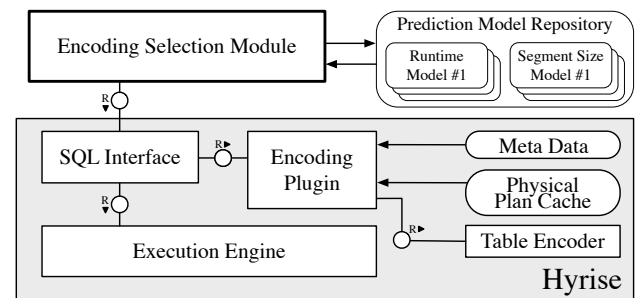 Encoding Selection Module
Prediction Model Repository
Runtime
Model #1
Segment Size
Model #1
R
SQL Interface
R
Encoding
Plugin
Meta Data
Physical
Plan Cache
R
R
Execution Engine
Table Encoder
Hyrise